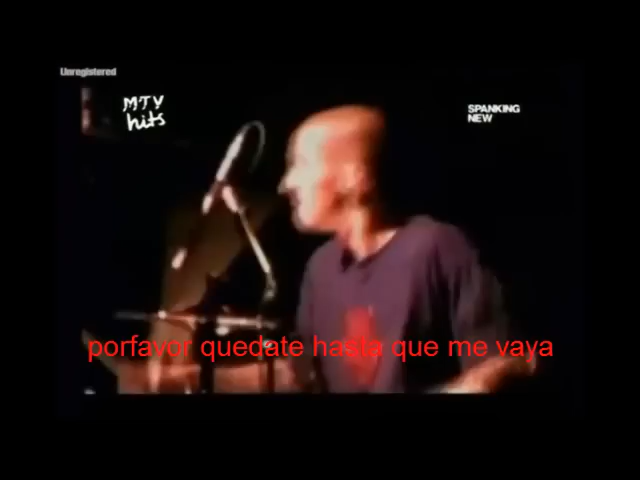 Unregistered
MTV
hits
SPANKING
NEW
porfavor quedate hasta que me vaya